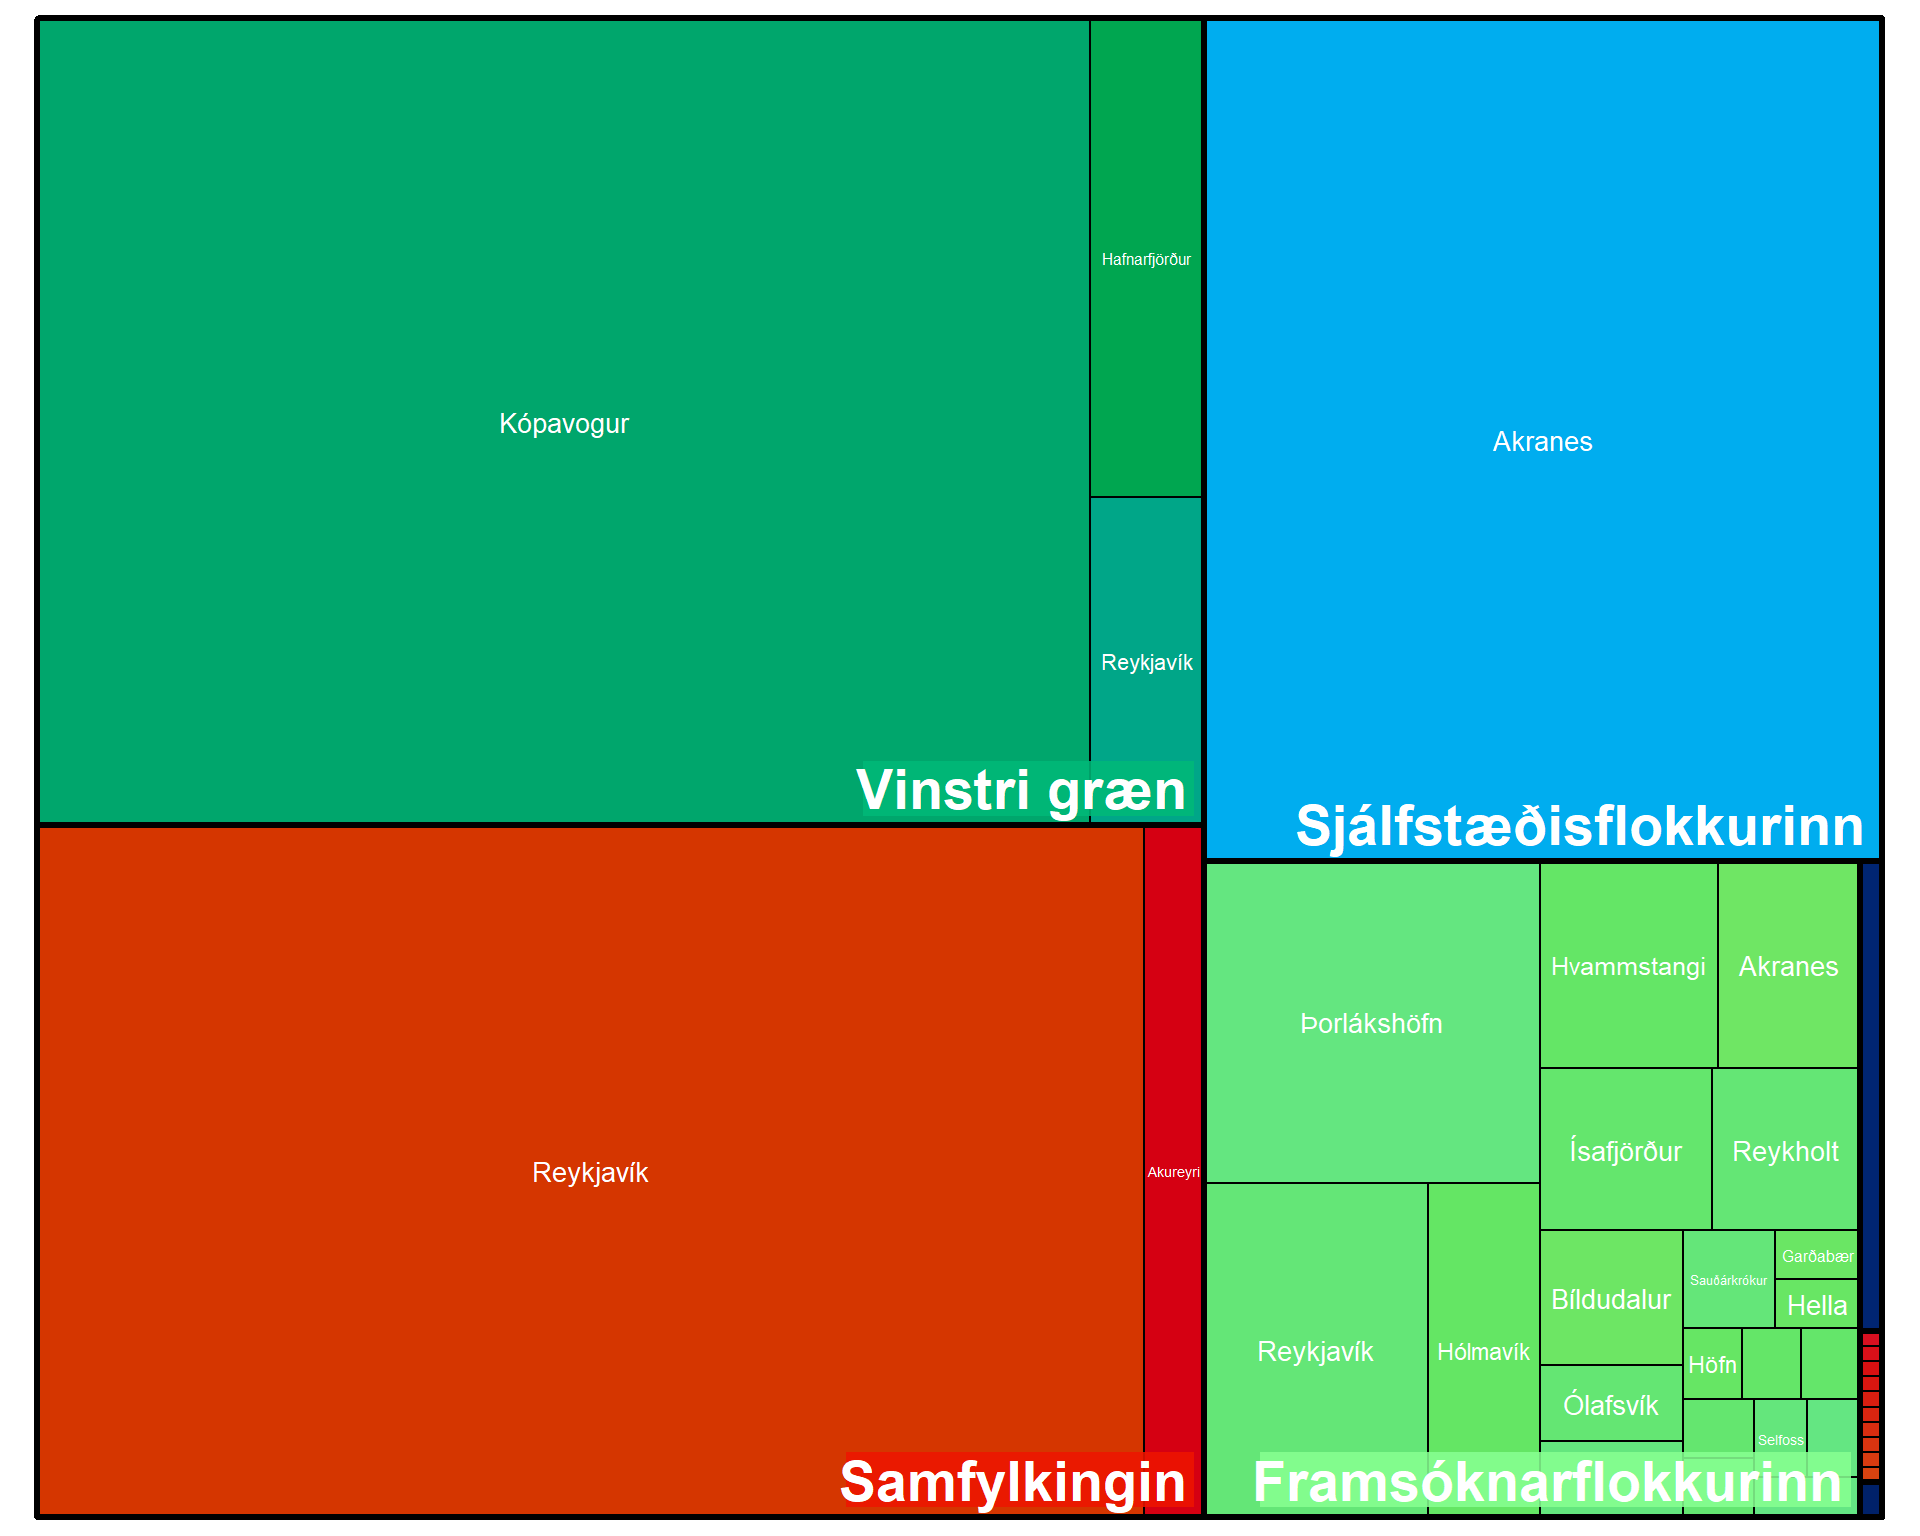 Kópavogur
Hafnarfjörður
Reykjavík
Vinstri græn
Akranes
Sjálfstæðisflokkurinn
Reykjavík
Akureyri
Samfylkingin
Þorlákshöfn
Hvammstangi
Akranes
Ísafjörður
Reykholt
Reykjavík
Hólmavík
Bíldudalur
Sauðárkrókur
Garðabær
Hella
Höfn
Ólafsvík
Selfoss
Framsóknarflokkurinn